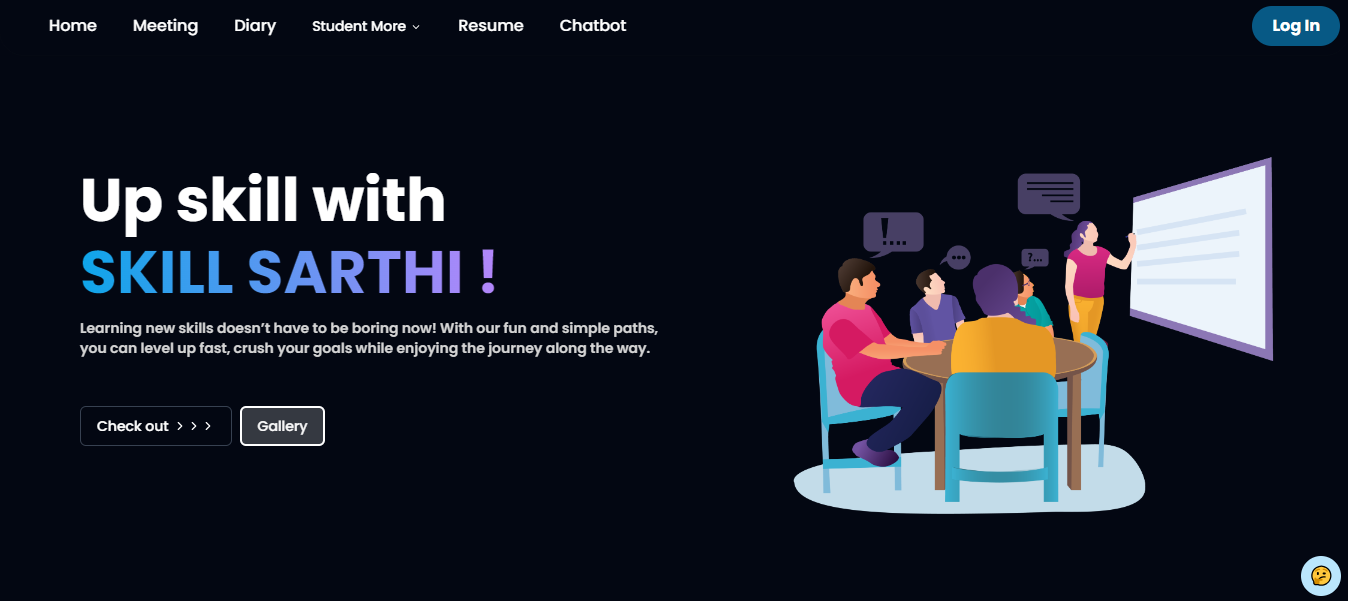 Home Meeting Diary Student More Resume Chatbot Log In
Up skill with
SKILL SARTHI !
Learning new skills doesn’t have to be boring now! With our fun and simple paths,
you can level up fast, crush your goals while enjoying the journey along the way.
!....
...
?...
Check out > > > Gallery